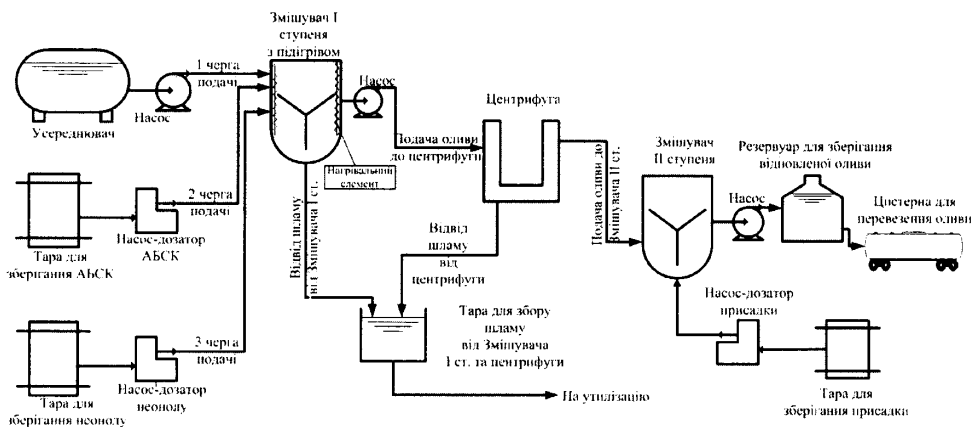 Змішувач І
ступеня
з підігрівом
1 черга
подачі
Насос
Усереднювач
Насос
Центрифуга
Подача оливи
до центрифуги
Нагрівальний
елемент
2 черга
подачі
Насос-дозатор
АБСК
Тара для
зберігання АБСК
Відвід шламу
від Змішувача І ст.
Відвід
шламу
від
центрифуги
Подача оливи до
Змішувача ІІ ст.
Змішувач
ІІ ступеня
Насос
Резервуар для зберігання
відновленої оливи
Цистерна для
перевезення оливи
3 черга
подачі
Насос-дозатор
неонолу
Тара для
зберігання неонолу
Тара для збору
шламу
від Змішувача
І ст. та центрифуги
На утилізацію
Насос-дозатор
присадки
Тара для
зберігання присадки